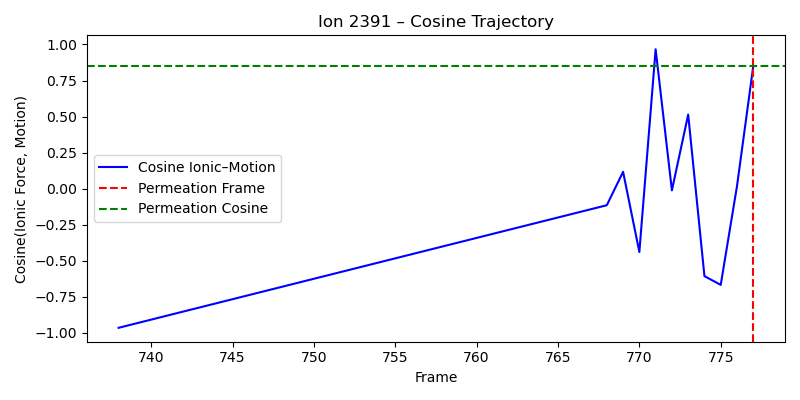 Ion 2391 – Cosine Trajectory
Cosine(Ionic Force, Motion)
1.00
0.75
0.50
0.25
0.00
−0.25
−0.50
−0.75
−1.00
Cosine Ionic–Motion
Permeation Frame
Permeation Cosine
740 745 750 755 760 765 770 775
Frame